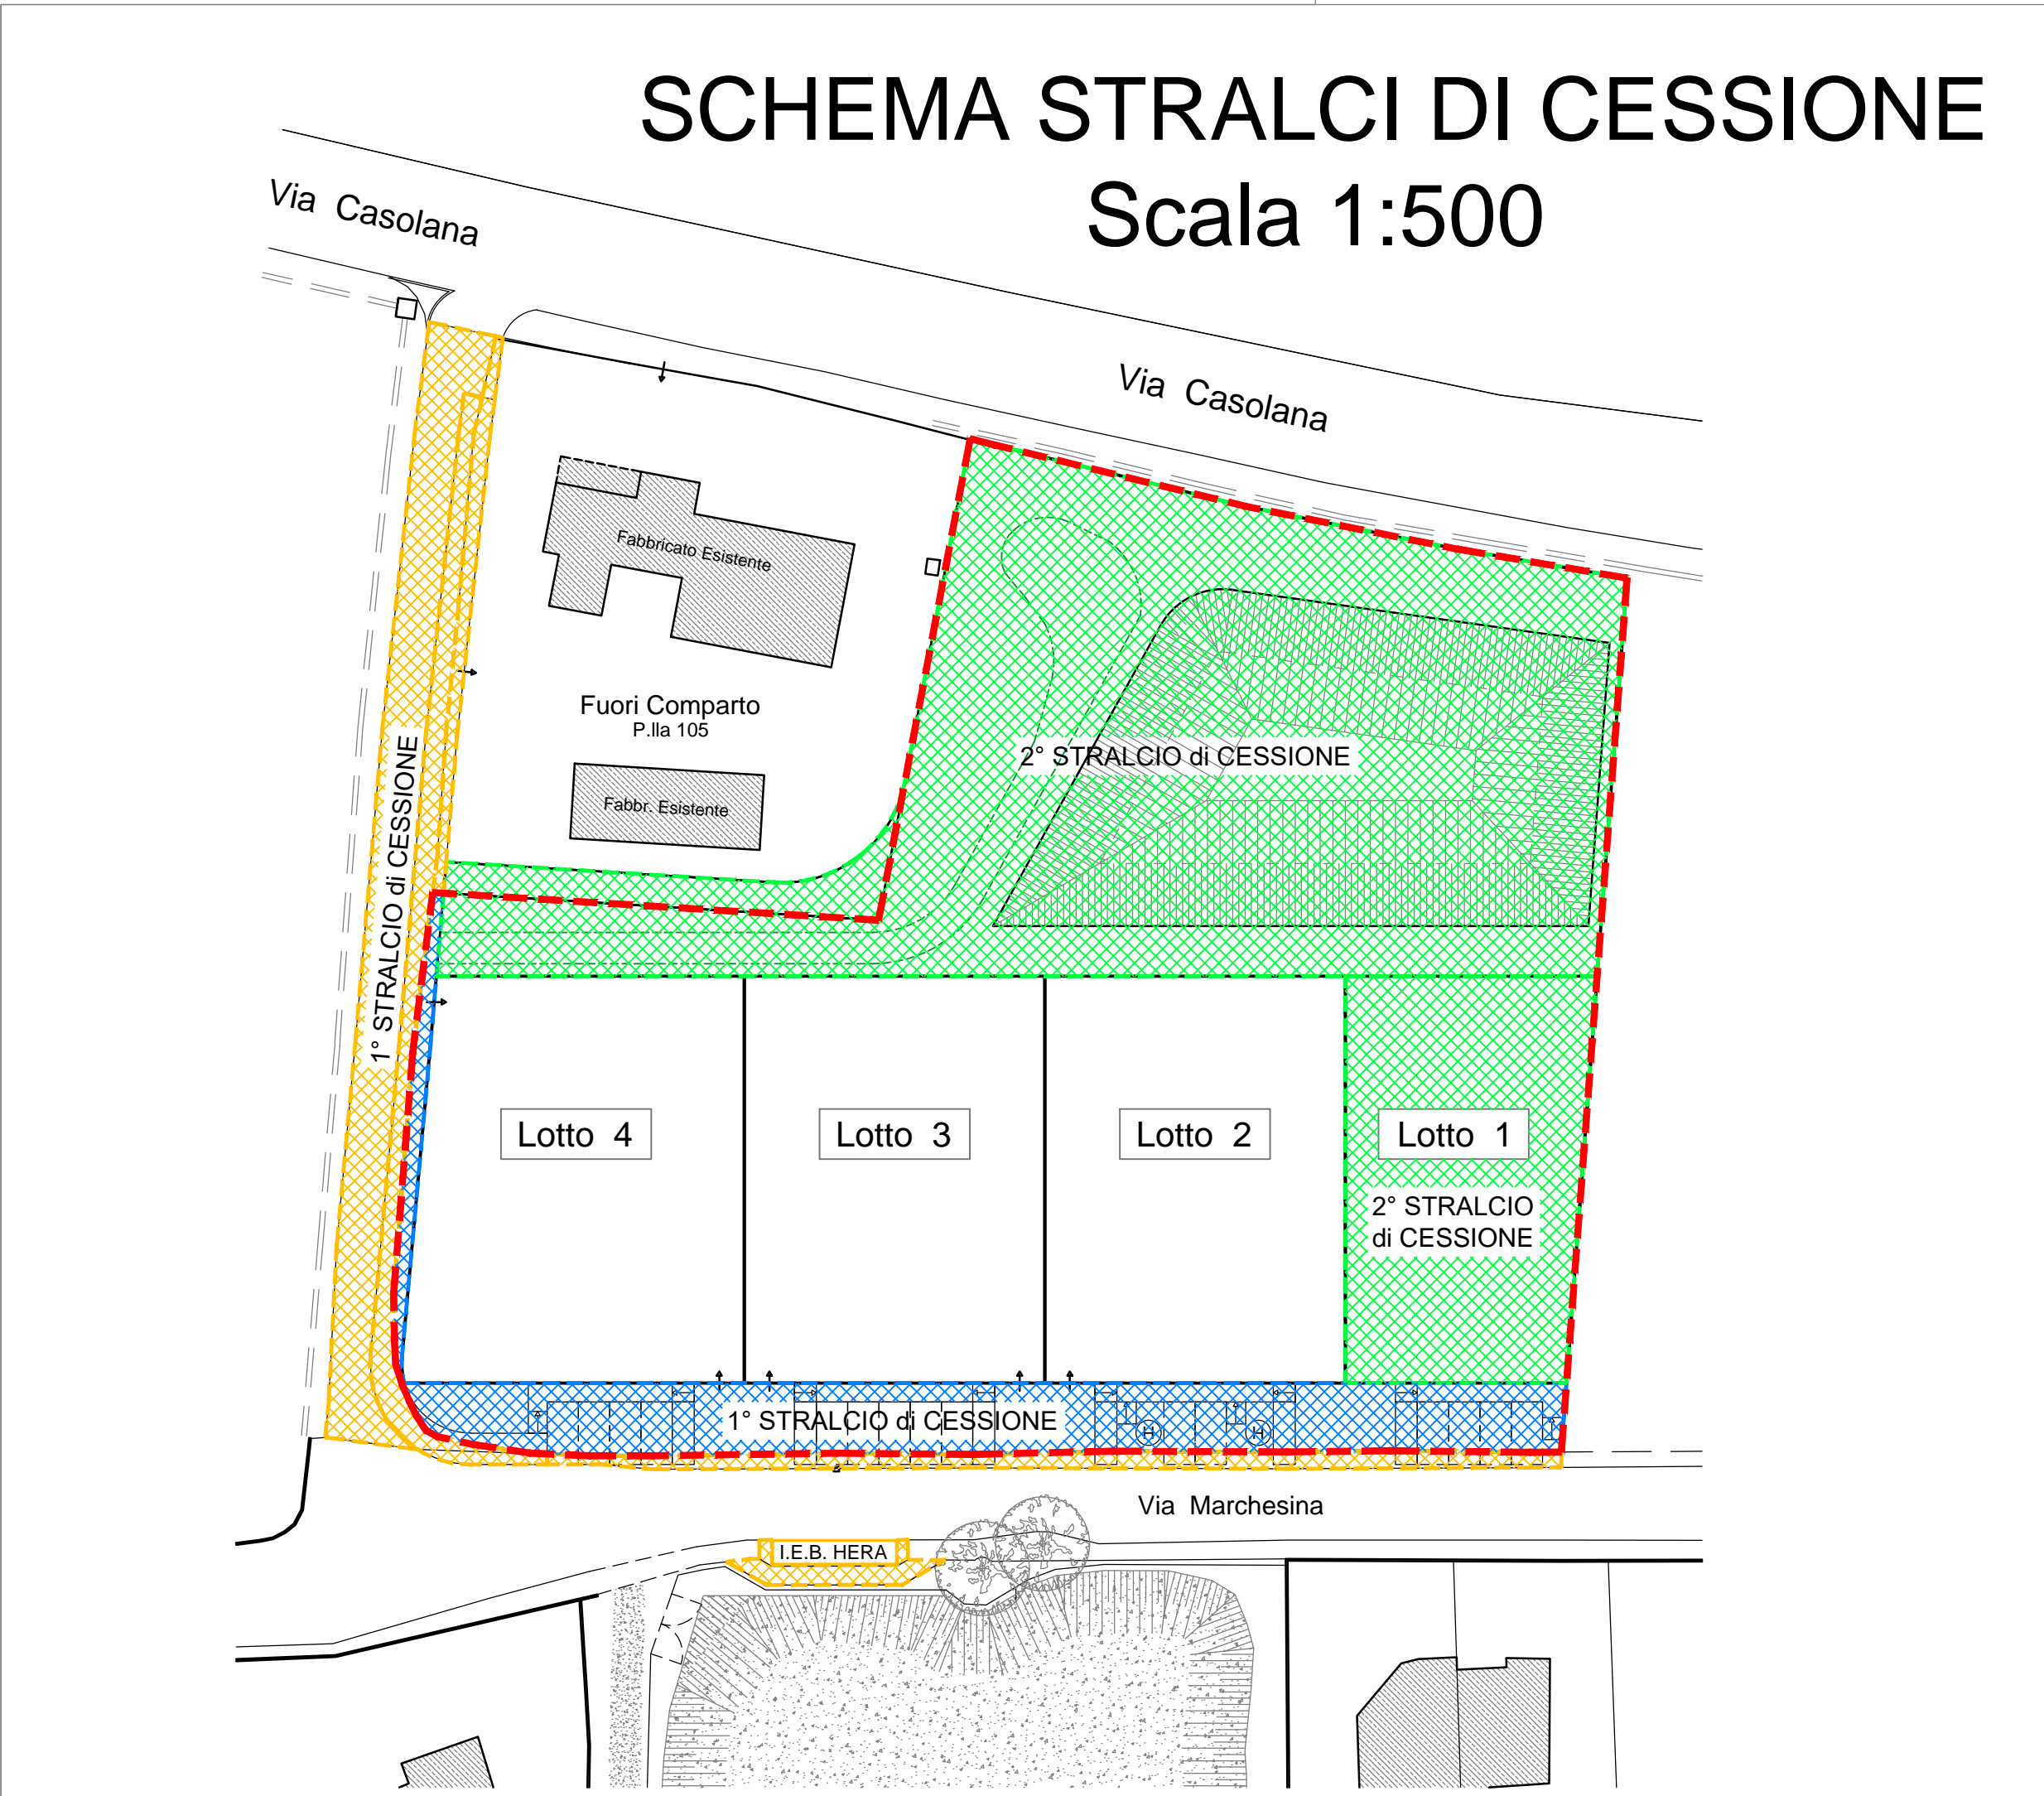 SCHEMA STRALCI DI CESSIONE
Scala 1:500
Via Casolana
Via Casolana
Fabbricato Esistente
Fuori Comparto
P.lla 105
2° STRALCIO di CESSIONE
Fabbr. Esistente
1° STRALCIO di CESSIONE
Lotto 4
Lotto 3
Lotto 2
Lotto 1
2° STRALCIO
di CESSIONE
1° STRALCIO di CESSIONE
H
H
Via Marchesina
I.E.B. HERA